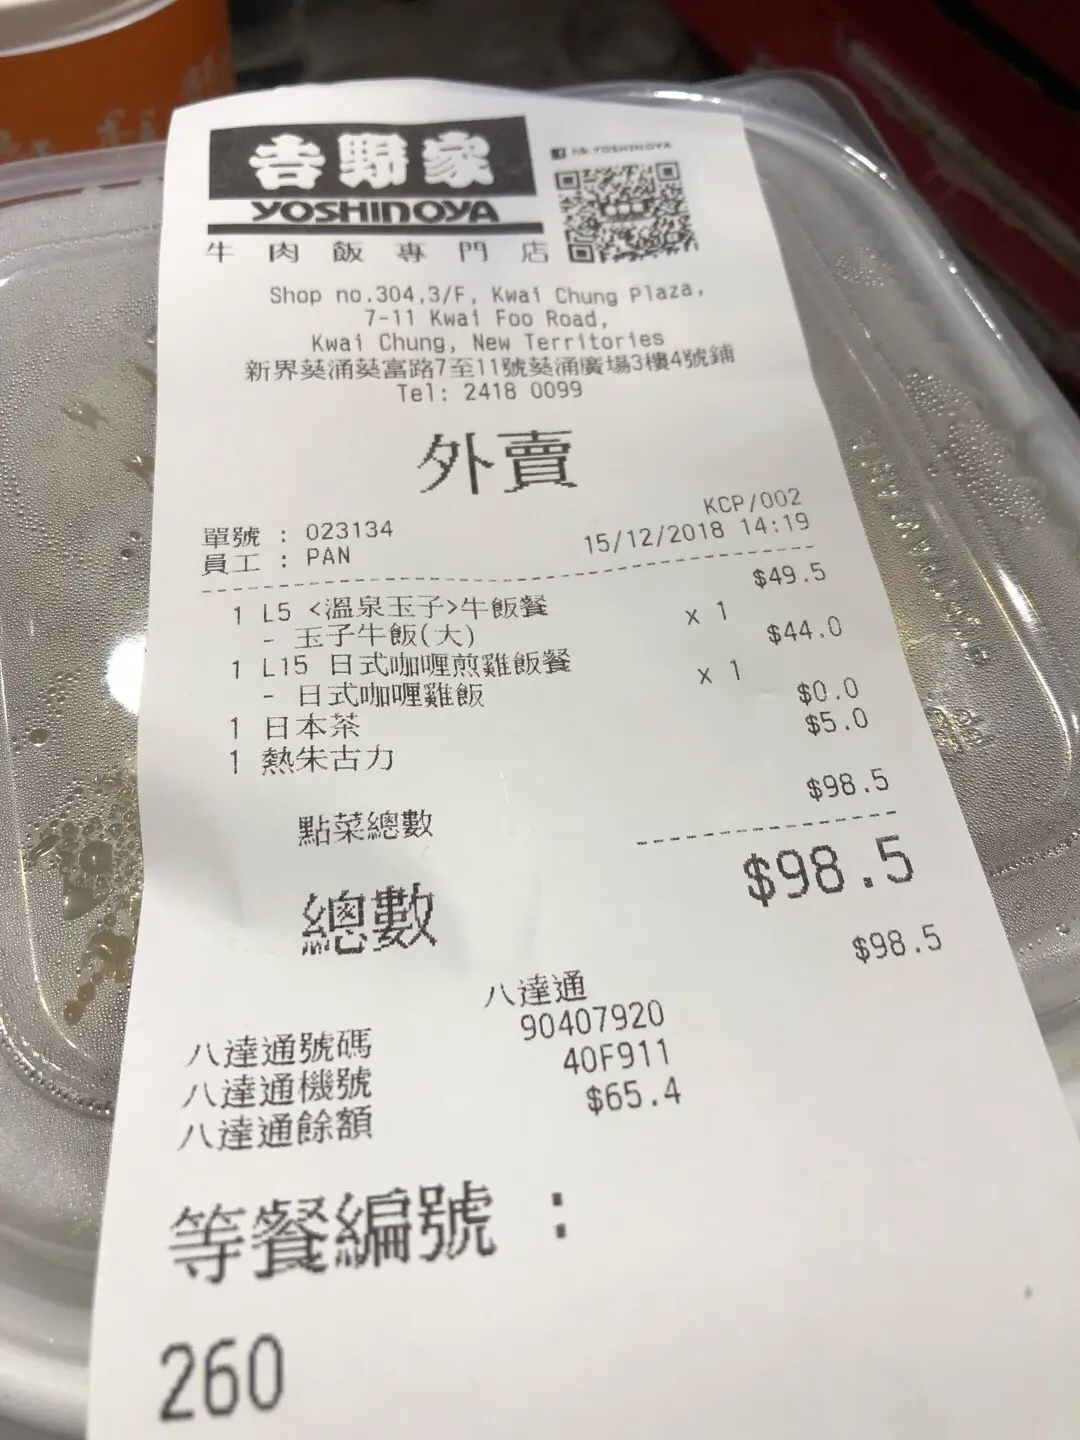 吉野家
YOSHINOYA
牛肉飯專門店
hk.YOSHINOYA
Shop no.304,3/F, Kwai Chung Plaza,
7-11 Kwai Foo Road,
Kwai Chung, New Territories
新界葵涌葵富路7至11號葵涌廣場3樓4號鋪
Tel: 2418 0099
外賣
KCP/002
單號 : 023134 15/12/2018 14:19
員工 : PAN
1 L5 <溫泉玉子>牛飯餐 $49.5
- 玉子牛飯(大) x 1
1 L15 日式咖喱煎雞飯餐 $44.0
- 日式咖喱雞飯 x 1
1 日本茶 $0.0
1 熱朱古力 $5.0
點菜總數 $98.5
總數 $98.5
八達通 $98.5
八達通號碼 90407920
八達通機號 40F911
八達通餘額 $65.4
等餐編號 :
260